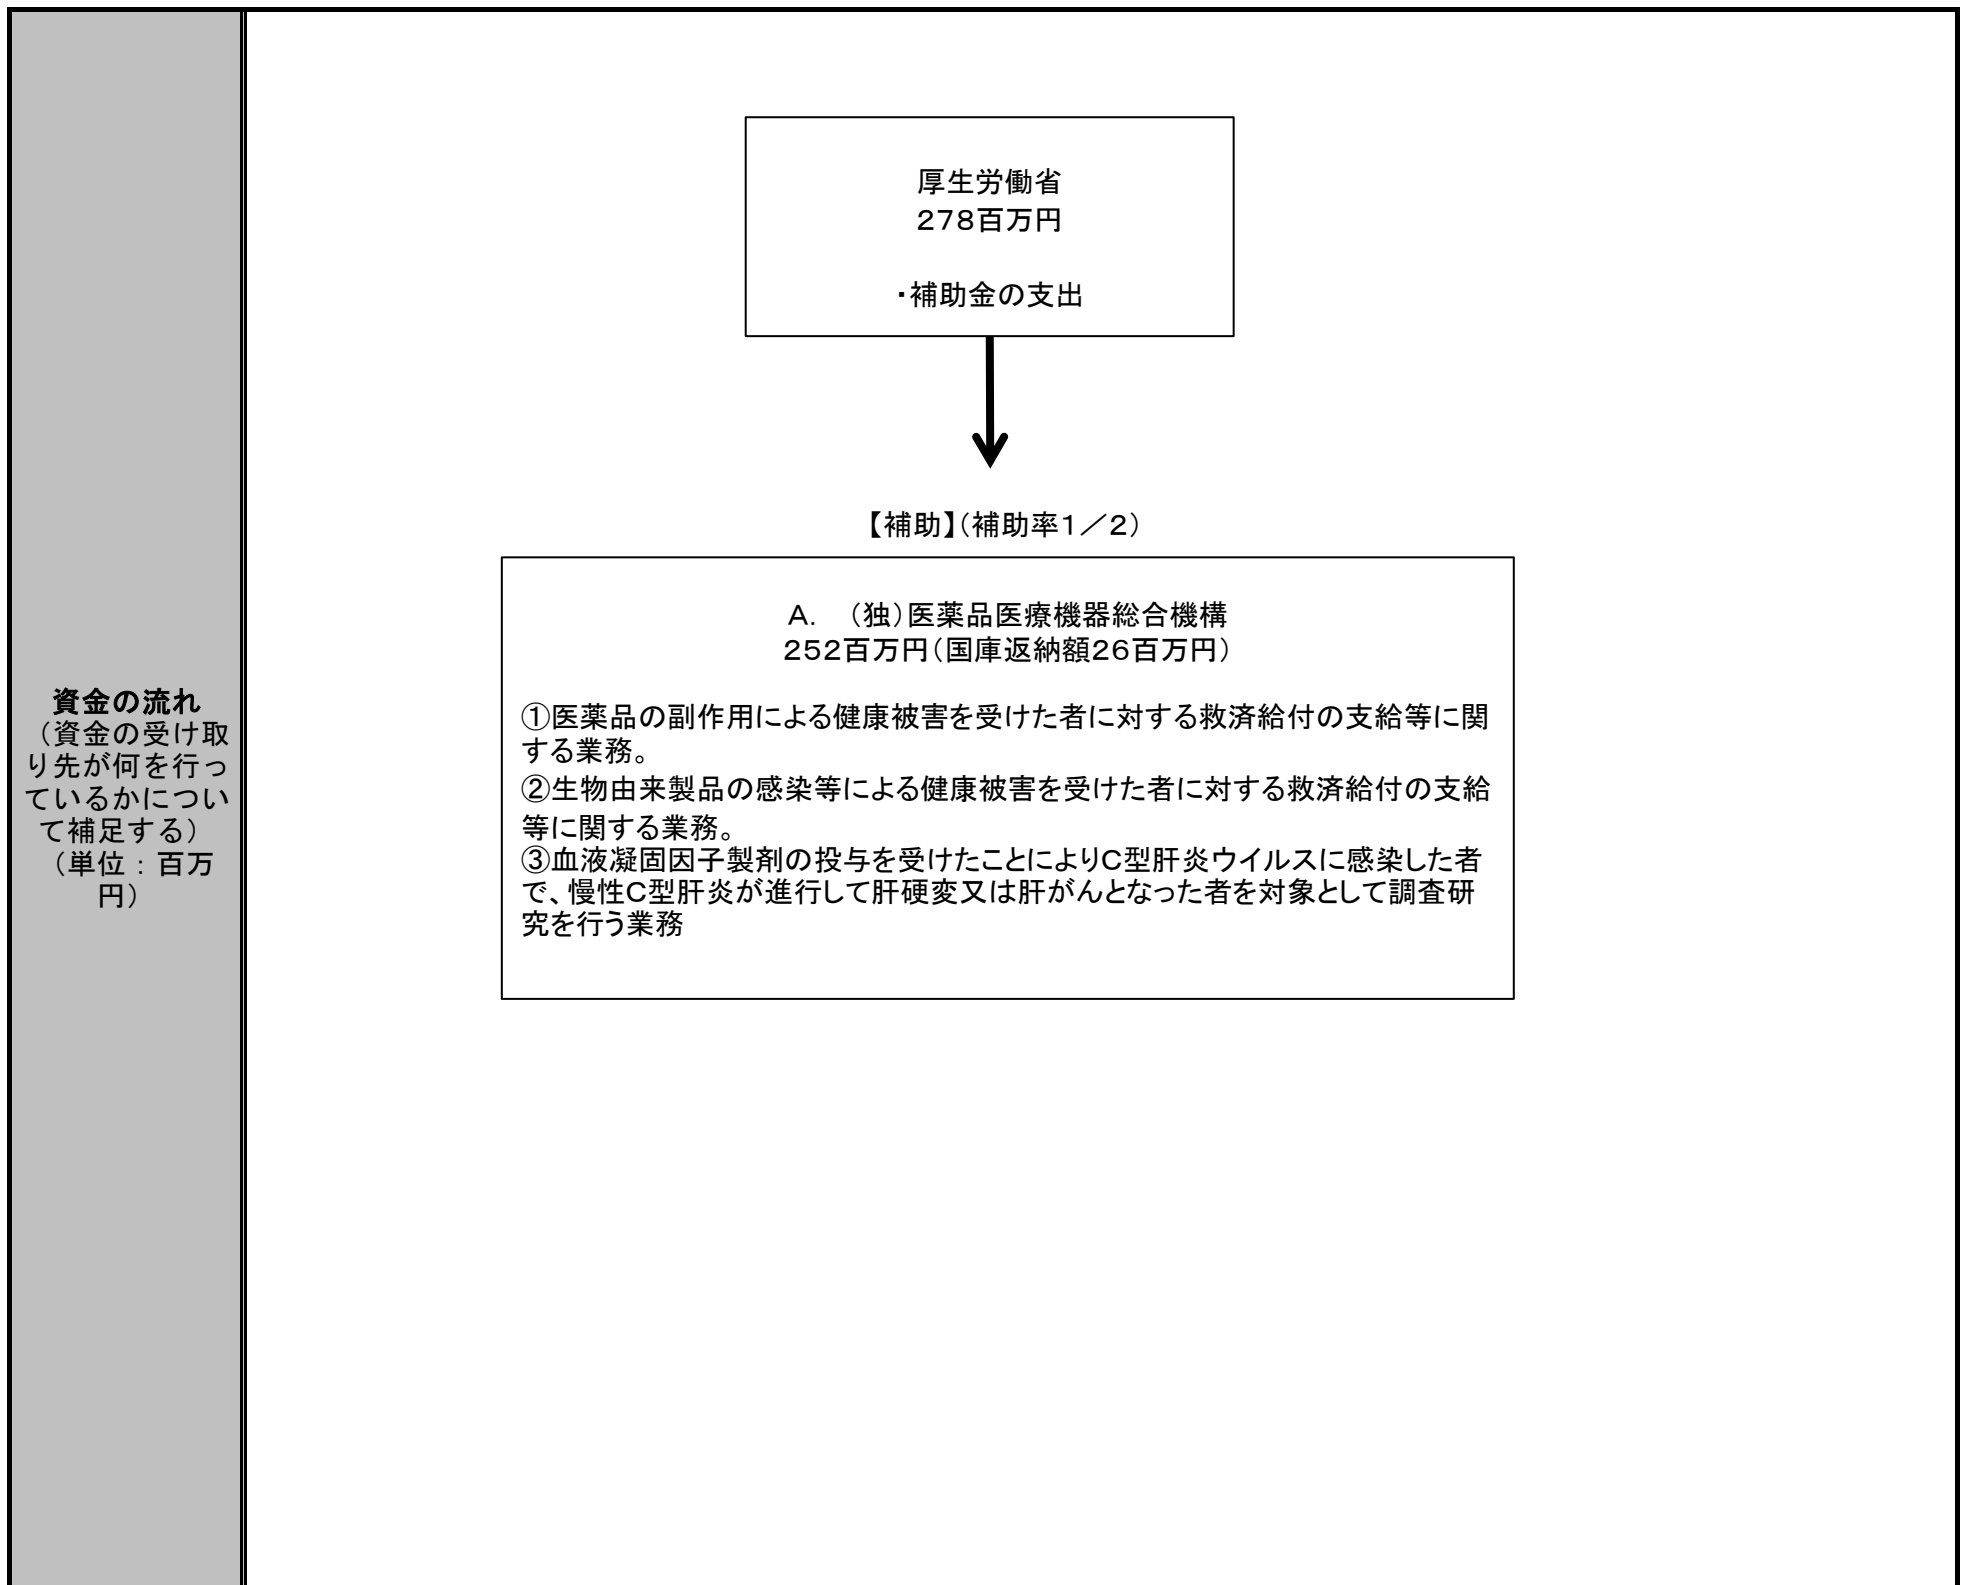 資金の流れ
（資金の受け取
り先が何を行っ
ているかについ
て補足する）
（単位：百万
円）
厚生労働省
２７８百万円
・補助金の支出
【補助】（補助率１／２）
Ａ．　（独）医薬品医療機器総合機構
２５２百万円（国庫返納額２６百万円）
①医薬品の副作用による健康被害を受けた者に対する救済給付の支給等に関
する業務。
②生物由来製品の感染等による健康被害を受けた者に対する救済給付の支給
等に関する業務。
③血液凝固因子製剤の投与を受けたことによりＣ型肝炎ウイルスに感染した者
で、慢性Ｃ型肝炎が進行して肝硬変又は肝がんとなった者を対象として調査研
究を行う業務